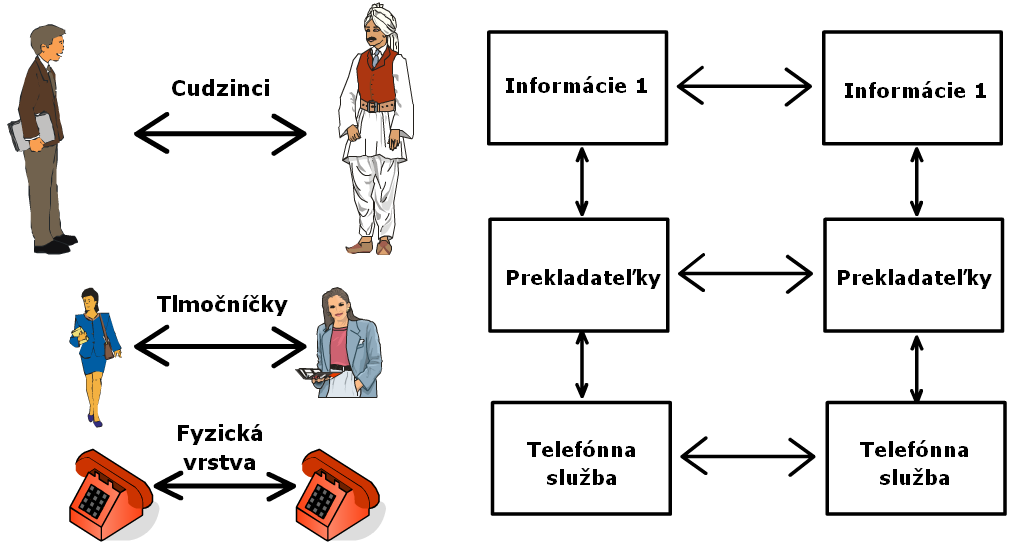 Cudzinci
Tlmočníčky
Fyzická
vrstva
Informácie 1
Informácie 1
Prekladateľky
Prekladateľky
Telefónna
služba
Telefónna
služba